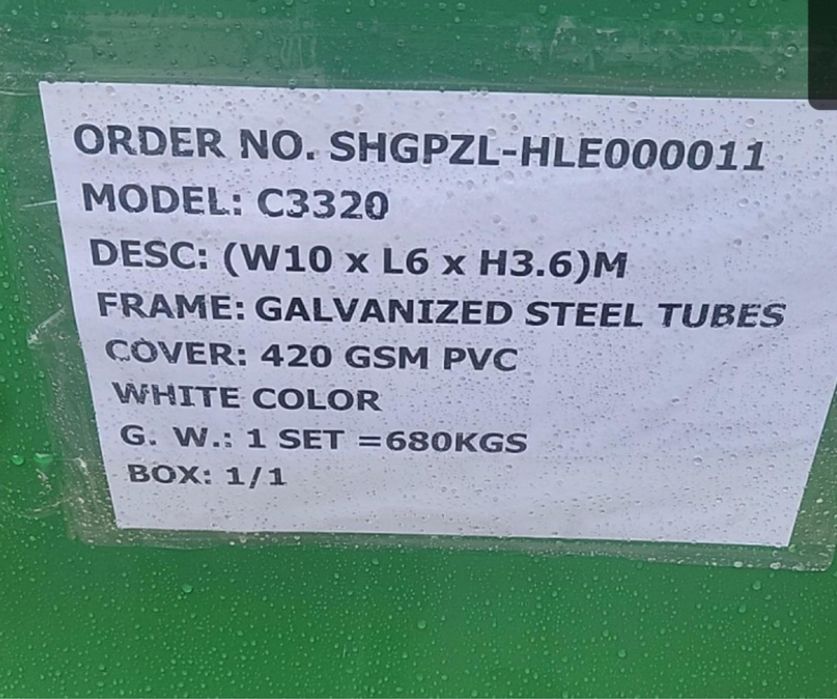 ORDER NO. SHGPZL-HLE000011
MODEL: C3320
DESC: (W10 x L6 x H3.6)M
FRAME: GALVANIZED STEEL TUBES
COVER: 420 GSM PVC
WHITE COLOR
G. W.: 1 SET =680KGS
BOX: 1/1